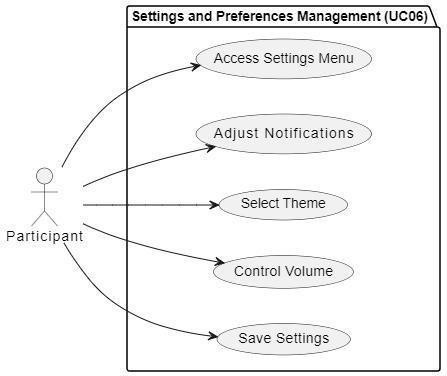 Settings and Preferences Management (UC06)
Access Settings Menu
Adjust Notifications
Select Theme
Participant
Control Volume
Save Settings